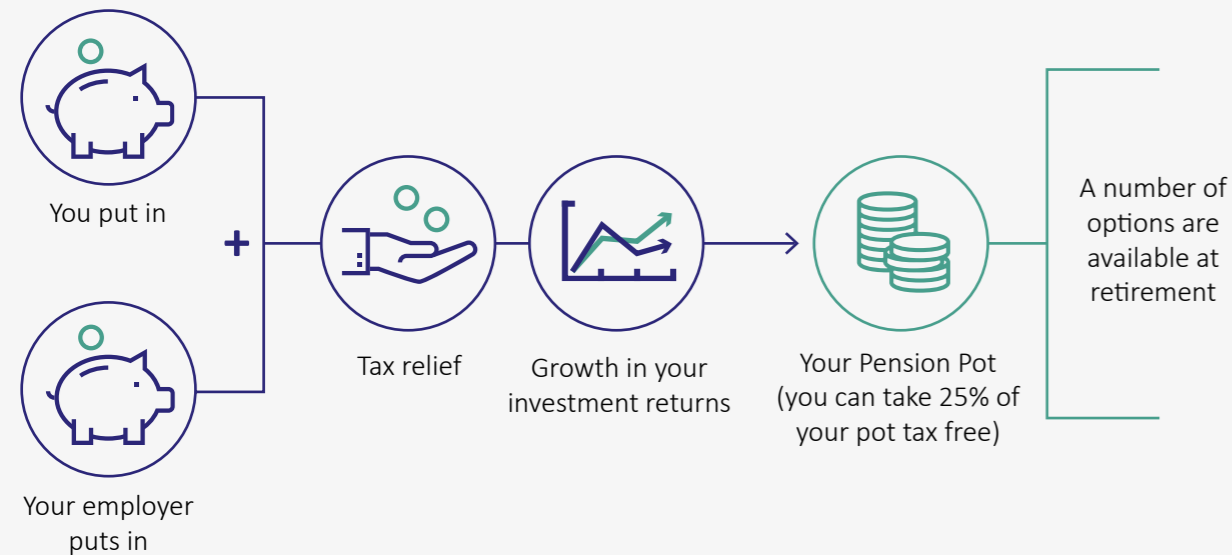 You put in
+
Your employer
puts in
Tax relief
Growth in your
investment returns
Your Pension Pot
(you can take 25% of
your pot tax free)
A number of
options are
available at
retirement